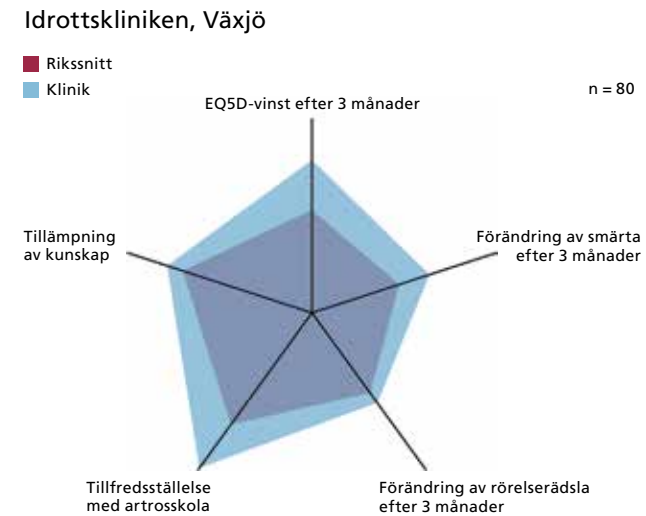 Idrottskliniken, Växjö
Rikssnitt
Klinik
n = 80
EQ5D-vinst efter 3 månader
Tillämpning
av kunskap
Förändring av smärta
efter 3 månader
Tillfredsställelse
med artrosskola
Förändring av rörelserädsla
efter 3 månader